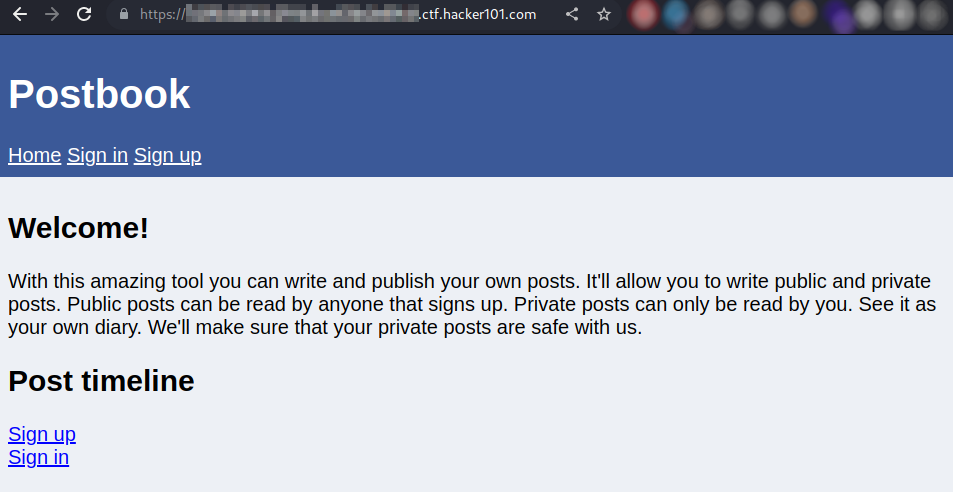 https:// .ctf.hacker101.com
Postbook
Home Sign in Sign up
Welcome!
With this amazing tool you can write and publish your own posts. It'll allow you to write public and private
posts. Public posts can be read by anyone that signs up. Private posts can only be read by you. See it as
your own diary. We'll make sure that your private posts are safe with us.
Post timeline
Sign up
Sign in